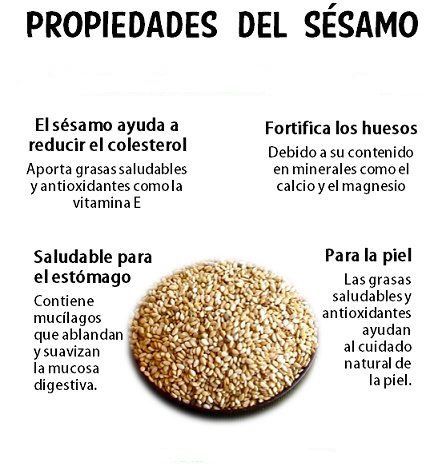 PROPIEDADES DEL SÉSAMO
El sésamo ayuda a
reducir el colesterol
Aporta grasas saludables
y antioxidantes como la
vitamina E
Fortifica los huesos
Debido a su contenido
en minerales como el
calcio y el magnesio
Saludable para
el estómago
Contiene
mucílagos
que ablandan
y suavizan
la mucosa
digestiva.
Para la piel
Las grasas
saludables y
antioxidantes
ayudan
al cuidado
natural de
la piel.